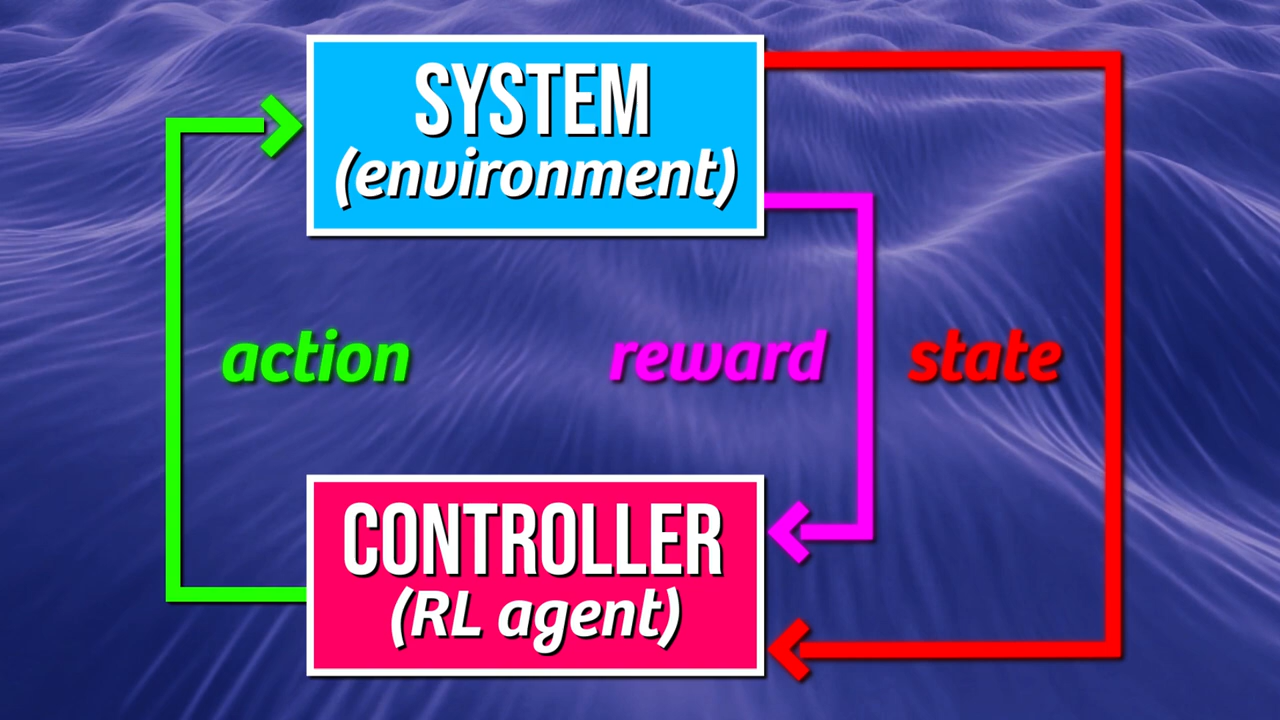 SYSTEM
(environment)
action
reward
state
CONTROLLER
(RL agent)